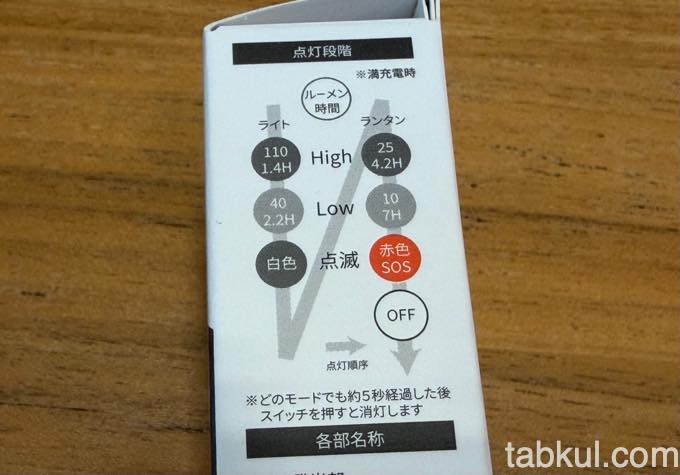 点灯段階
※満充電時
ルーメン
時間
ライト
ランタン
110
1.4H
High
25
4.2H
40
2.2H
Low
10
7H
白色
点滅
赤色
SOS
OFF
点灯順序
※どのモードでも約5秒経過した後
スイッチを押すと消灯します
各部名称
tabkul.com